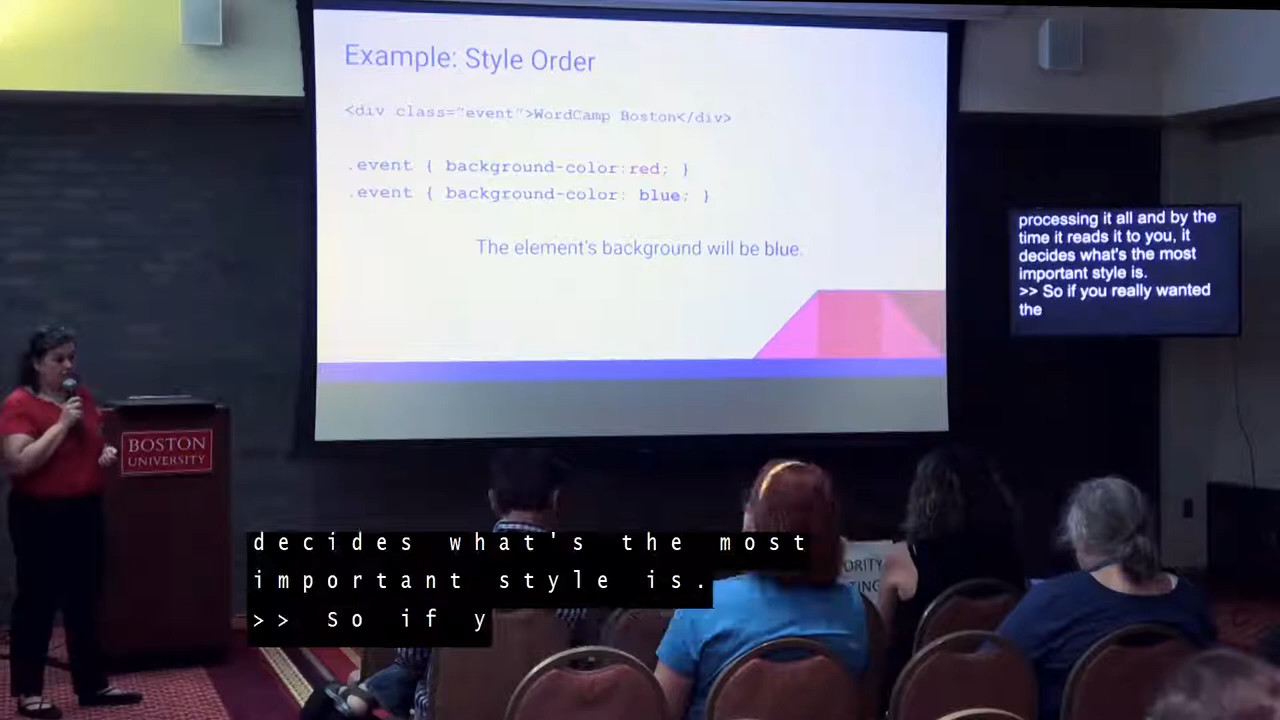 Example: Style Order
<div class="event">WordCamp Boston</div>
.event { background-color:red; }
.event { background-color: blue; }
The element's background will be blue.
processing it all and by the
time it reads it to you, it
decides what's the most
important style is.
>> So if you really wanted
the
BOSTON
UNIVERSITY
decides what's the most
important style is.
>> So if y